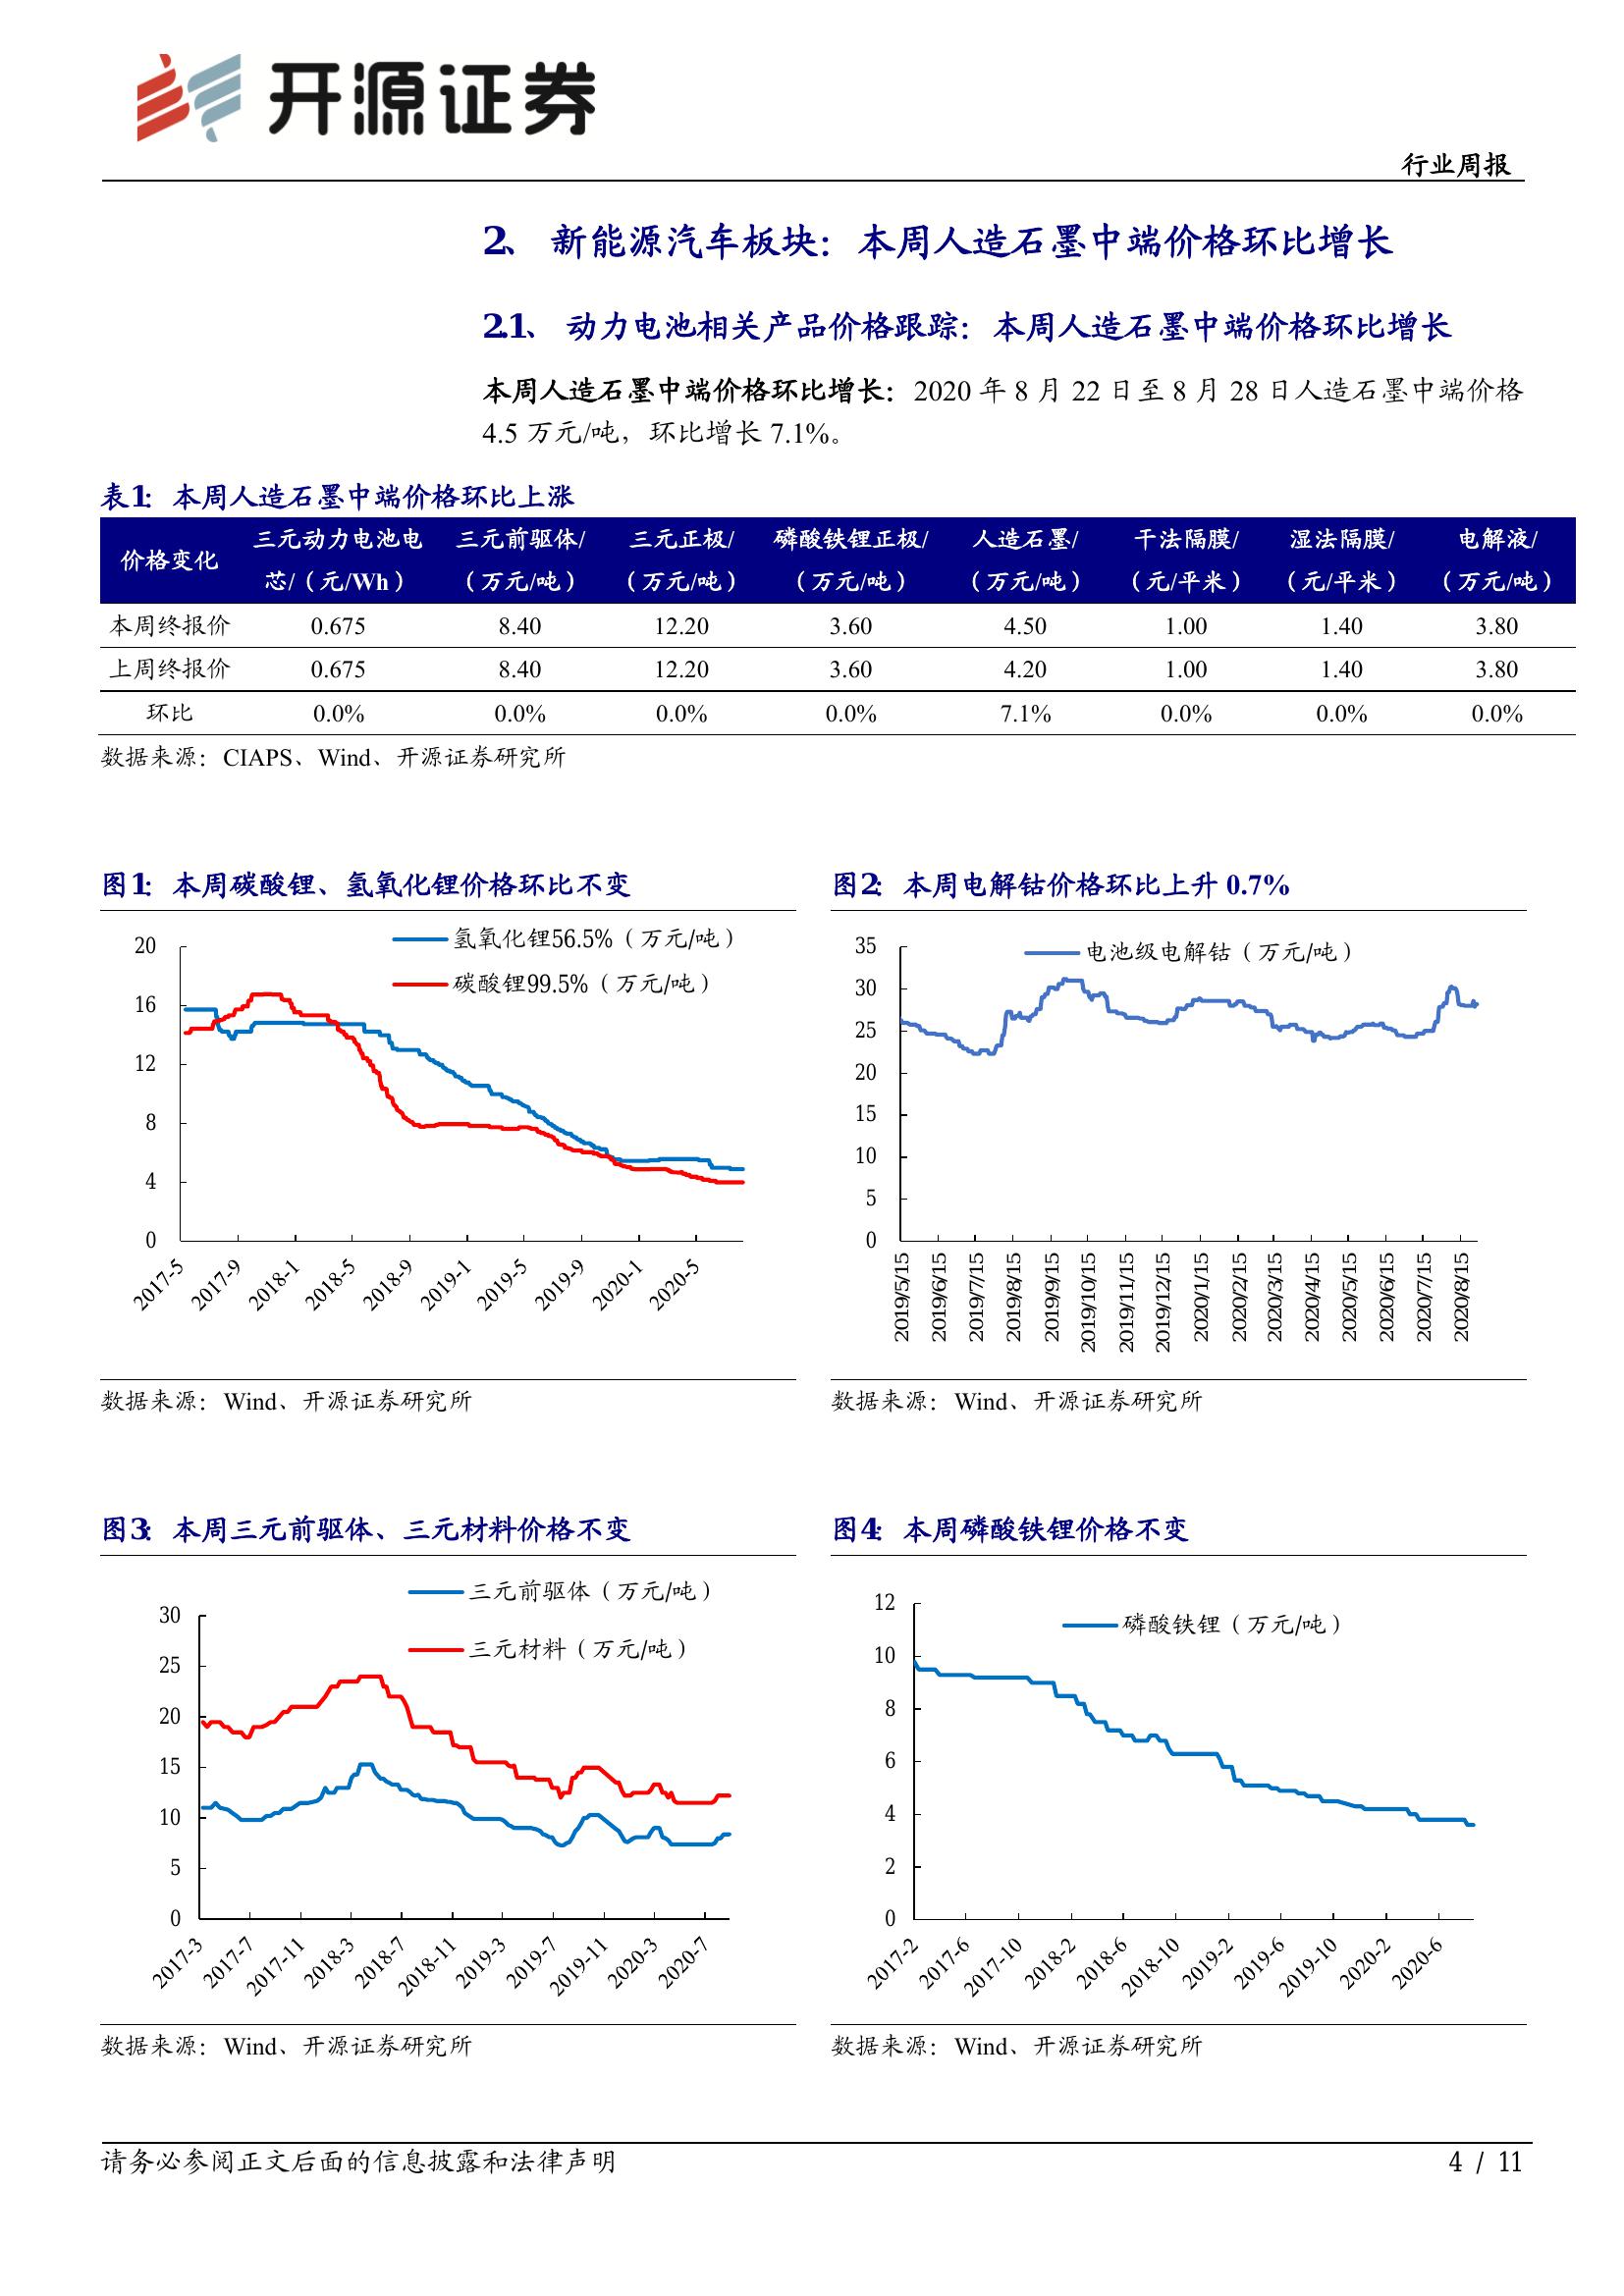 开源证券
行业周报
2、 新能源汽车板块：本周人造石墨中端价格环比增长
2.1、 动力电池相关产品价格跟踪：本周人造石墨中端价格环比增长
本周人造石墨中端价格环比增长：2020 年 8 月 22 日至 8 月 28 日人造石墨中端价格
4.5 万元/吨，环比增长 7.1%。
表1：本周人造石墨中端价格环比上涨
价格变化 三元动力电池电芯/（元/Wh） 三元前驱体/（万元/吨） 三元正极/（万元/吨） 磷酸铁锂正极/（万元/吨） 人造石墨/（万元/吨） 干法隔膜/（元/平米） 湿法隔膜/（元/平米） 电解液/（万元/吨）
本周终报价 0.675 8.40 12.20 3.60 4.50 1.00 1.40 3.80
上周终报价 0.675 8.40 12.20 3.60 4.20 1.00 1.40 3.80
环比 0.0% 0.0% 0.0% 0.0% 7.1% 0.0% 0.0% 0.0%
数据来源：CIAPS、Wind、开源证券研究所
图1：本周碳酸锂、氢氧化锂价格环比不变
氢氧化锂56.5%（万元/吨）
碳酸锂99.5%（万元/吨）
20
16
12
8
4
0
2017-5 2017-9 2018-1 2018-5 2018-9 2019-1 2019-5 2019-9 2020-1 2020-5
数据来源：Wind、开源证券研究所
图2：本周电解钴价格环比上升 0.7%
电池级电解钴（万元/吨）
35
30
25
20
15
10
5
0
2019/5/15 2019/6/15 2019/7/15 2019/8/15 2019/9/15 2019/10/15 2019/11/15 2019/12/15 2020/1/15 2020/2/15 2020/3/15 2020/4/15 2020/5/15 2020/6/15 2020/7/15 2020/8/15
数据来源：Wind、开源证券研究所
图3：本周三元前驱体、三元材料价格不变
三元前驱体（万元/吨）
三元材料（万元/吨）
30
25
20
15
10
5
0
2017-3 2017-7 2017-11 2018-3 2018-7 2018-11 2019-3 2019-7 2019-11 2020-3 2020-7
数据来源：Wind、开源证券研究所
图4：本周磷酸铁锂价格不变
磷酸铁锂（万元/吨）
12
10
8
6
4
2
0
2017-2 2017-6 2017-10 2018-2 2018-6 2018-10 2019-2 2019-6 2019-10 2020-2 2020-6
数据来源：Wind、开源证券研究所
请务必参阅正文后面的信息披露和法律声明
4 / 11